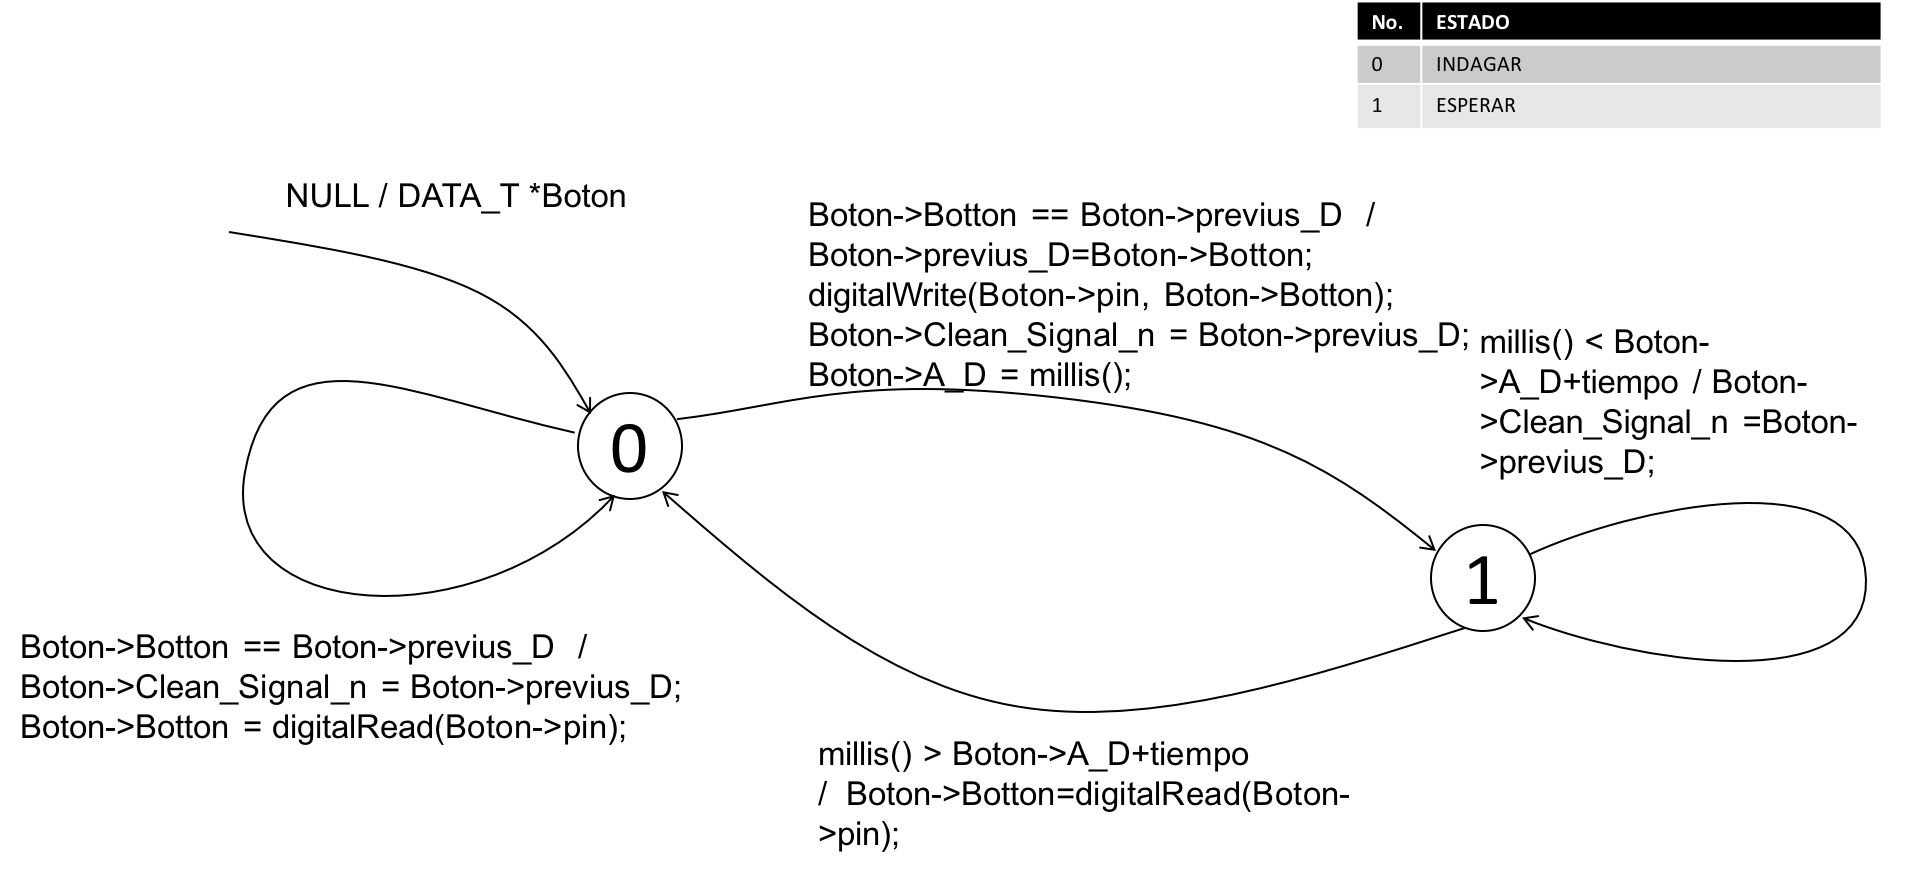 No. ESTADO
0 INDAGAR
1 ESPERAR
NULL / DATA_T *Boton
Boton->Botton == Boton->previus_D /
Boton->previus_D=Boton->Botton;
digitalWrite(Boton->pin, Boton->Botton);
Boton->Clean_Signal_n = Boton->previus_D;
Boton->A_D = millis();
millis() < Boton-
>A_D+tiempo / Boton-
>Clean_Signal_n =Boton-
>previus_D;
0
1
Boton->Botton == Boton->previus_D /
Boton->Clean_Signal_n = Boton->previus_D;
Boton->Botton = digitalRead(Boton->pin);
millis() > Boton->A_D+tiempo
/ Boton->Botton=digitalRead(Boton-
>pin);